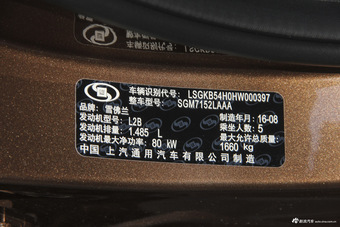 车辆识别代号: LSGKB54H0HW000397
整车型号: SGM7152LAAA
品牌: 雪佛兰
发动机型号: L2B 制造年月: 16-08
发动机排量: 1.485 L 乘坐人数: 5
发动机最大净功率: 80 kW 最大允许总质量: 1660 kg
中国 上汽通用汽车有限公司制造